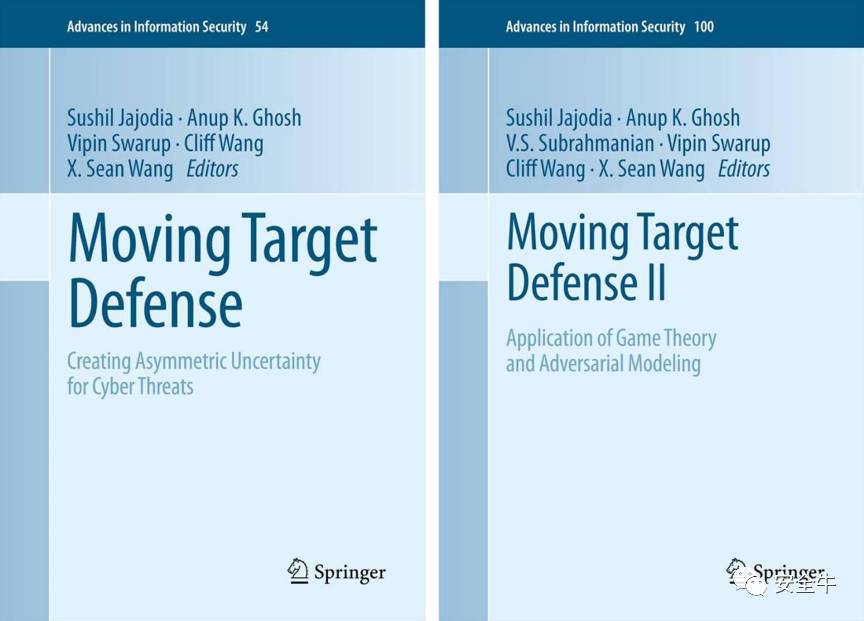 Advances in Information Security 54
Sushil Jajodia · Anup K. Ghosh
Vipin Swarup · Cliff Wang
X. Sean Wang Editors
Moving Target
Defense
Creating Asymmetric Uncertainty
for Cyber Threats
Springer
Advances in Information Security 100
Sushil Jajodia · Anup K. Ghosh
V.S. Subrahmanian · Vipin Swarup
Cliff Wang · X. Sean Wang Editors
Moving Target
Defense II
Application of Game Theory
and Adversarial Modeling
Springer
安全牛